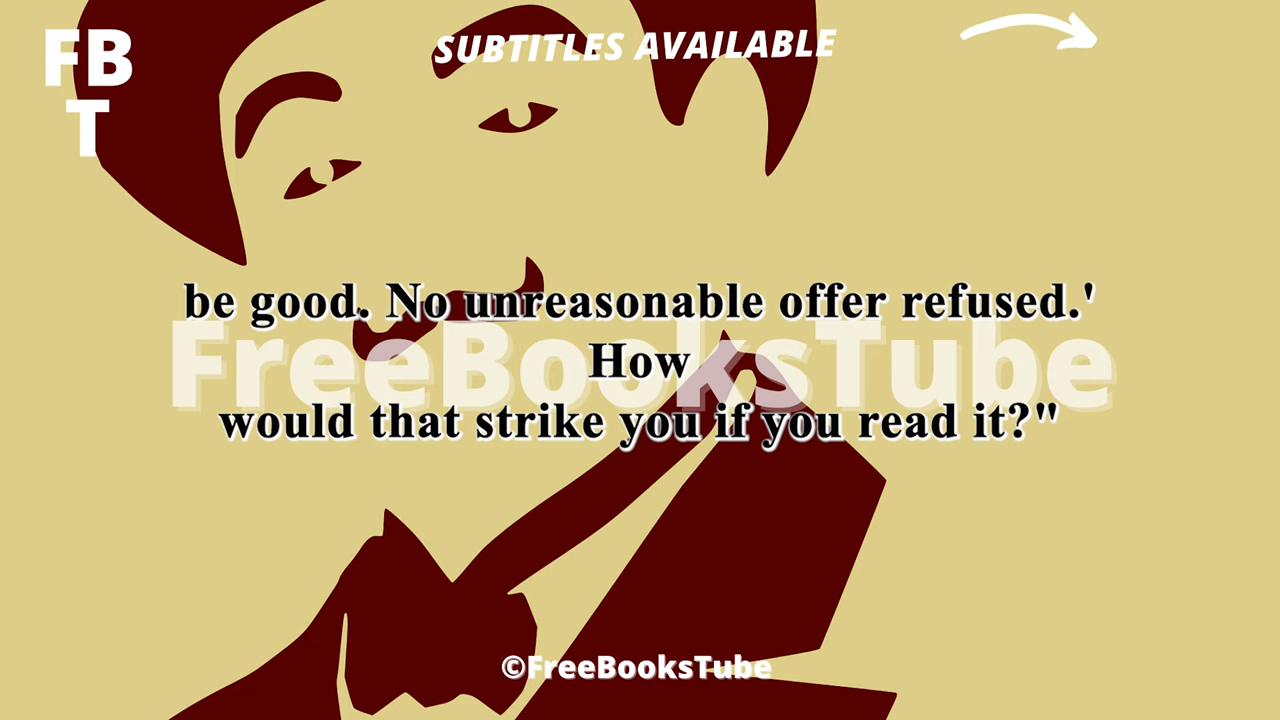 FB
T
SUBTITLES AVAILABLE
be good. No unreasonable offer refused.'
How
would that strike you if you read it?"
FreeBooksTube
©FreeBooksTube